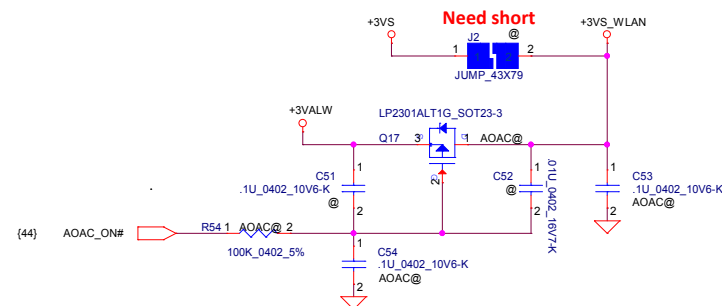 Need short
+3VS
J2
@
+3VS_WLAN
1
2
1
2
JUMP_43X79
+3VALW
LP2301ALT1G_SOT23-3
Q17
3
1
AOAC@
2
C51
1
.1U_0402_10V6-K
@
2
C52
1
@
2
.01U_0402_16V7-K
C53
1
.1U_0402_10V6-K
AOAC@
2
{44}
AOAC_ON#
R54
1
AOAC@
2
100K_0402_5%
C54
1
.1U_0402_10V6-K
AOAC@
2